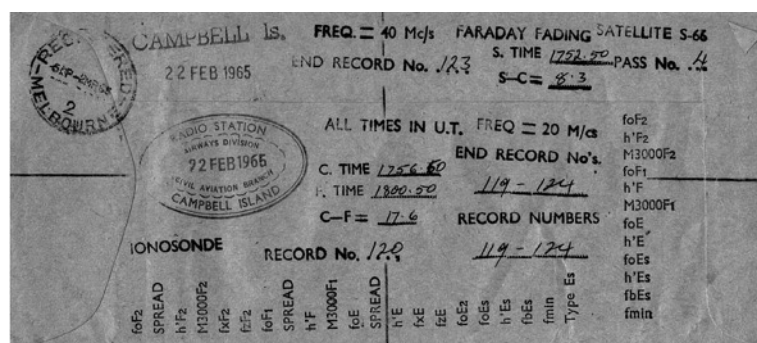 CAMPBELL Is. FREQ. = 40 Mc/s FARADAY FADING SATELLITE S-66
REGISTERED
MELBOURNE
2
22 FEB 1965
END RECORD No. 123 S. TIME 1752.50 PASS No. 4
S-C = 8.3
RADIO STATION
AIRWAYS DIVISION
22 FEB 1965
CIVIL AVIATION BRANCH
CAMPBELL ISLAND
ALL TIMES IN U.T. FREQ = 20 M/cs
END RECORD No's.
C. TIME 1756.60
119 - 124
F. TIME 1800.50
C-F = 17.6 RECORD NUMBERS
119 - 124
IONOSONDE RECORD No. 120
foF2
h'F2
M3000F2
foF1
h'F
M3000F1
foE
h'E
foEs
h'Es
fbEs
fmin
foF2
SPREAD
h'F2
M3000F2
fxF2
fzF2
foF1
SPREAD
h'F
M3000F1
foE
SPREAD
h'E
fxE
fzE
foE2
foEs
h'Es
fbEs
fmin
Type Es